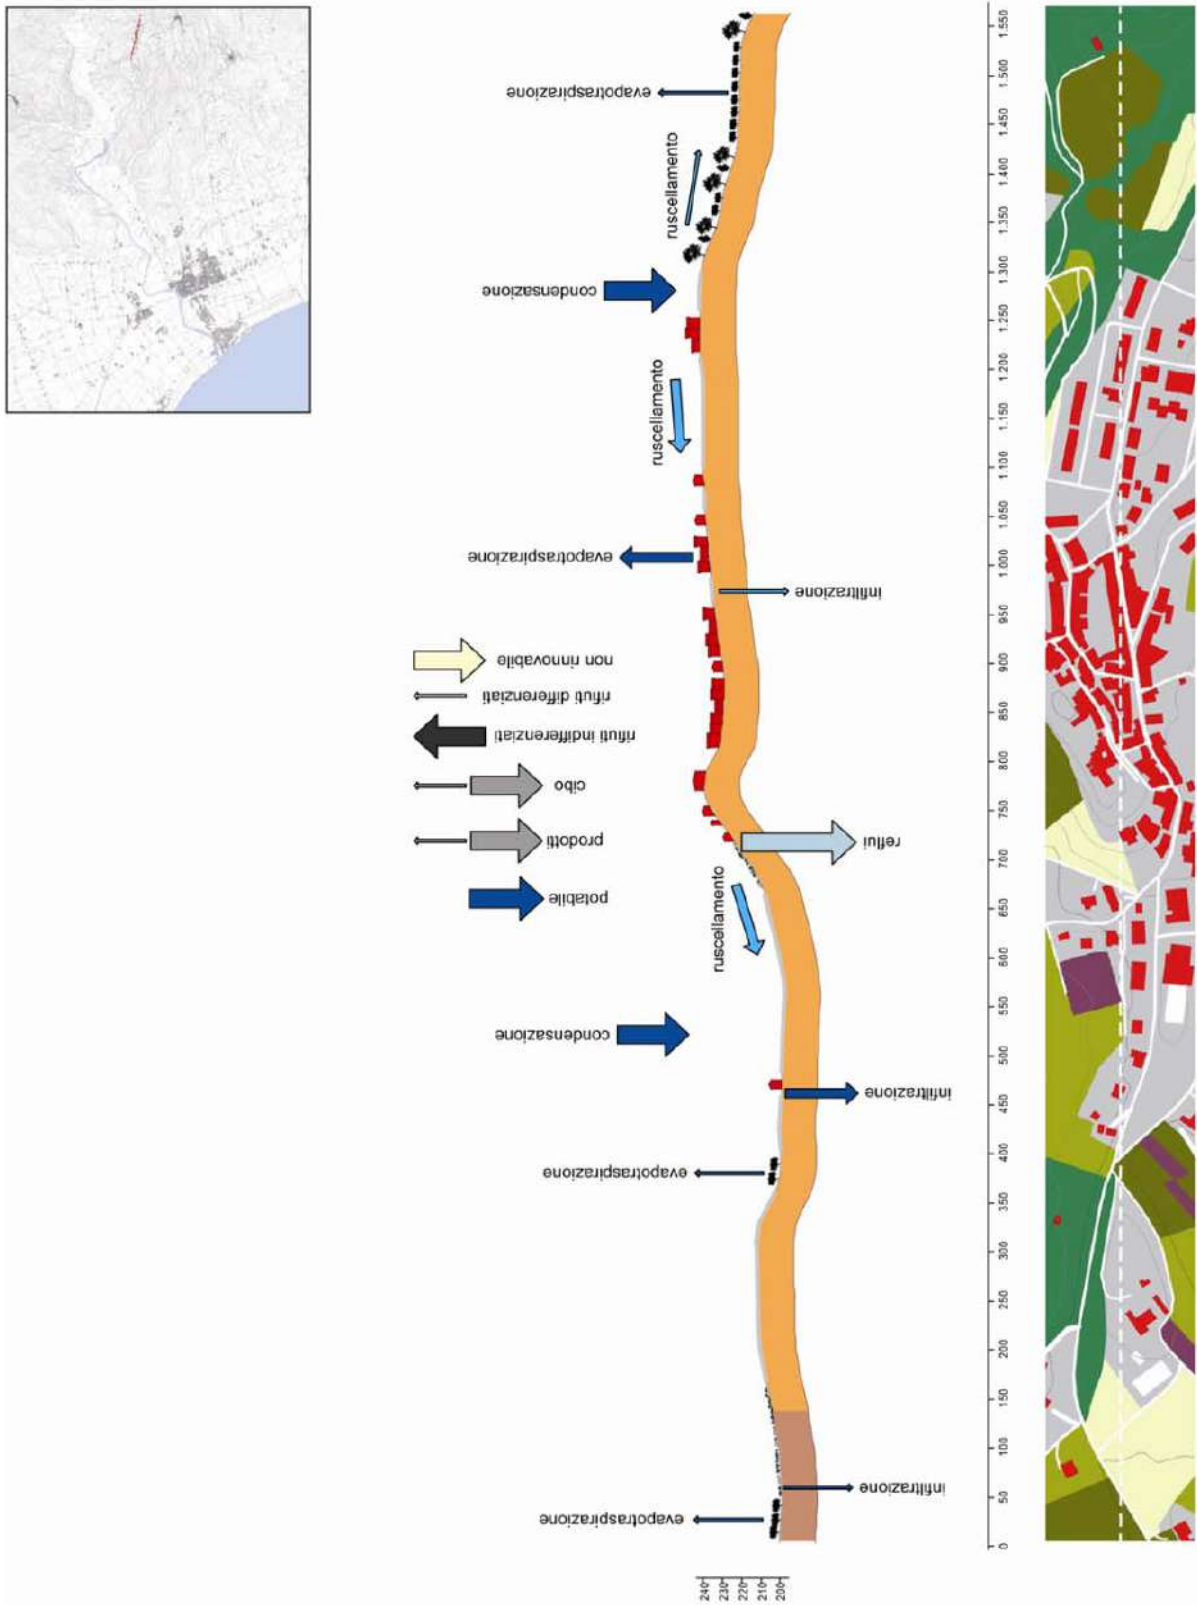 evapotraspirazione
ruscellamento
condensazione
ruscellamento
evapotraspirazione
infiltrazione
non rinnovabile
rifiuti differenziati
rifiuti indifferenziati
cibo
prodotti
potabile
reflui
ruscellamento
condensazione
infiltrazione
evapotraspirazione
infiltrazione
evapotraspirazione
1.550
1.500
1.450
1.400
1.350
1.300
1.250
1.200
1.150
1.100
1.050
1.000
950
900
850
800
750
700
650
600
550
500
450
400
350
300
250
200
150
100
50
0
240
230
220
210
200